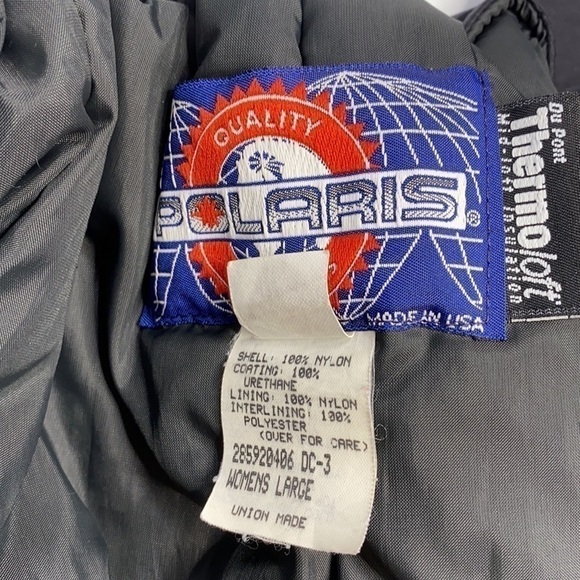 QUALITY
POLARIS®
MADE IN USA
Du Pont
Thermoloft
Insulation
SHELL: 100% NYLON
COATING: 100%
URETHANE
LINING: 100% NYLON
INTERLINING: 100%
POLYESTER
(OVER FOR CARE)
285920406 DC-3
WOMENS LARGE
UNION MADE